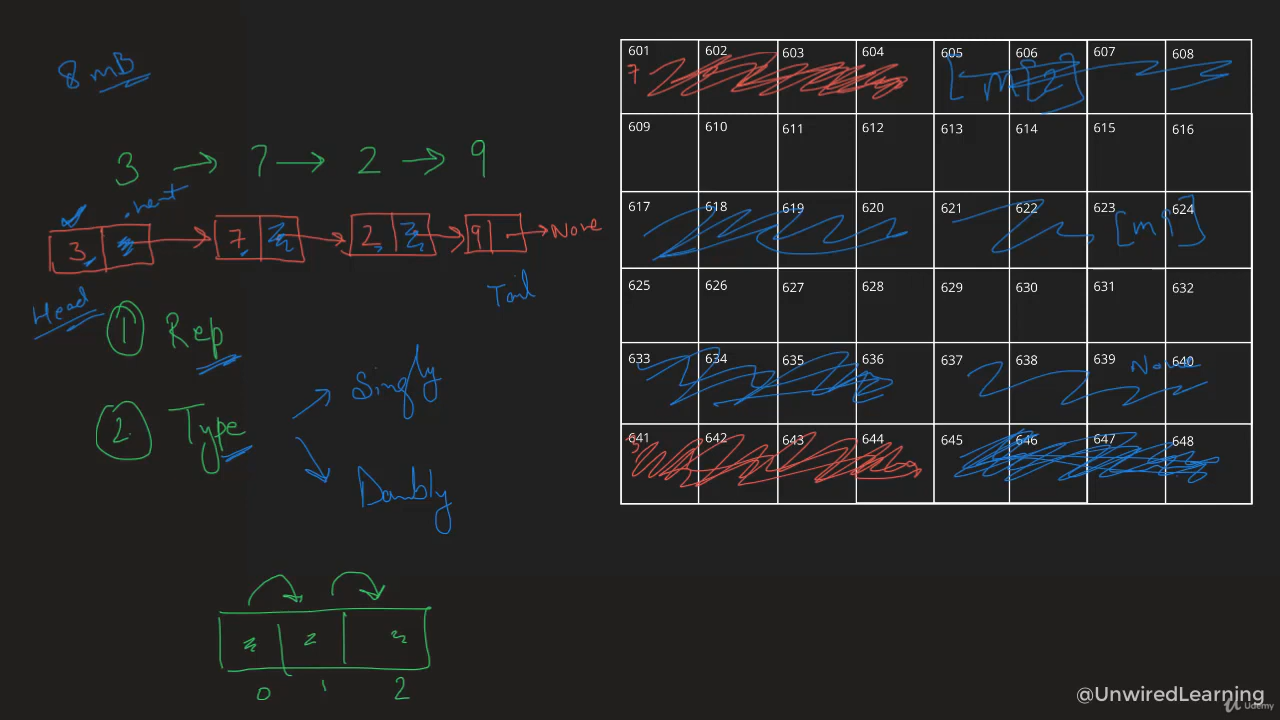 8 mB
3 → 7 → 2 → 9
.next
3 7 2 9 → None
Head
Tail
1 Rep
2. Type
Singly
Doubly
0 1 2
601 602 603 604 605 606 607 608
7
609 610 611 612 613 614 615 616
617 618 619 620 621 622 623 624
625 626 627 628 629 630 631 632
633 634 635 636 637 638 639 640
None
641 642 643 644 645 646 647 648
3
@UnwiredLearning
Udemy